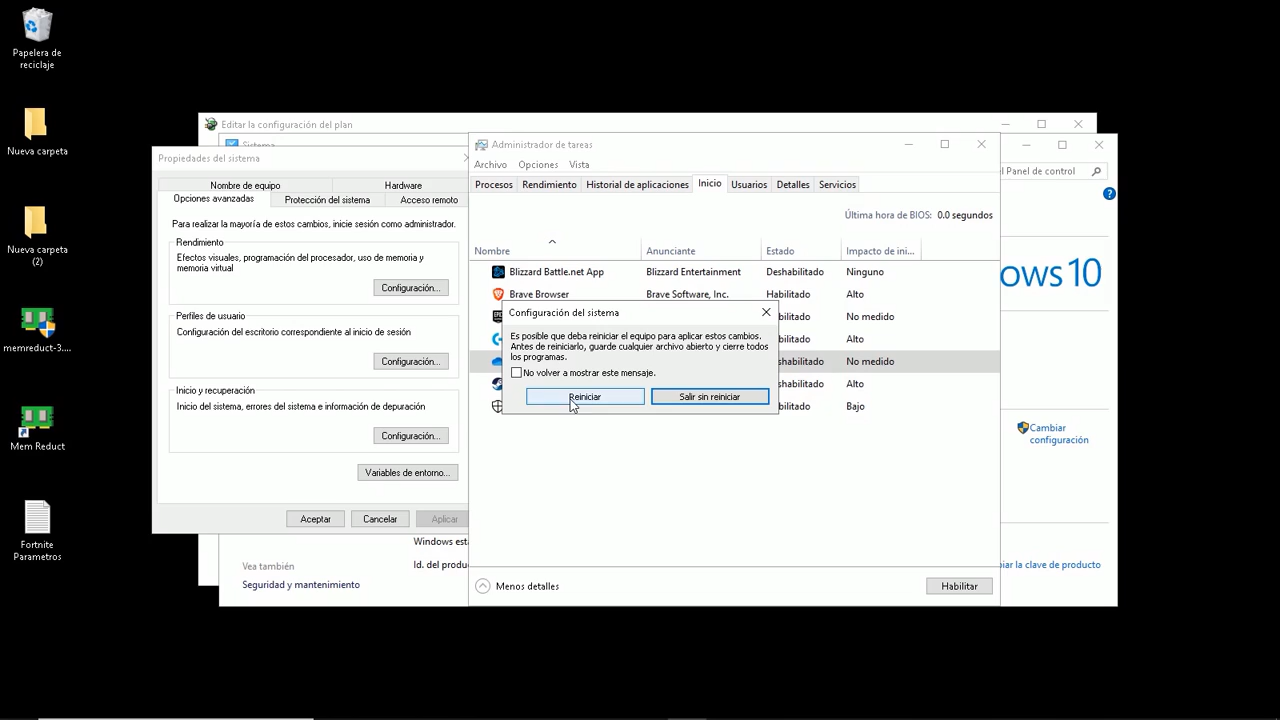 Papelera de
reciclaje
Nueva carpeta
Nueva carpeta
(2)
memreduct-3....
Mem Reduct
Fortnite
Parametros
Editar la configuración del plan
Sistema
l Panel de control
ows 10
Cambiar
configuración
Windows está
Id. del produc
iar la clave de producto
Vea también
Seguridad y mantenimiento
Propiedades del sistema
Nombre de equipo
Hardware
Opciones avanzadas
Protección del sistema
Acceso remoto
Para realizar la mayoría de estos cambios, inicie sesión como administrador.
Rendimiento
Efectos visuales, programación del procesador, uso de memoria y
memoria virtual
Configuración...
Perfiles de usuario
Configuración del escritorio correspondiente al inicio de sesión
Configuración...
Inicio y recuperación
Inicio del sistema, errores del sistema e información de depuración
Configuración...
Variables de entorno...
Aceptar
Cancelar
Aplicar
Administrador de tareas
Archivo Opciones Vista
Procesos Rendimiento Historial de aplicaciones Inicio Usuarios Detalles Servicios
Última hora de BIOS: 0.0 segundos
Nombre Anunciante Estado Impacto de ini...
Blizzard Battle.net App Blizzard Entertainment Deshabilitado Ninguno
Brave Browser Brave Software, Inc. Habilitado Alto
No medido
Alto
shabilitado No medido
shabilitado Alto
bilitado Bajo
Configuración del sistema
Es posible que deba reiniciar el equipo para aplicar estos cambios.
Antes de reiniciarlo, guarde cualquier archivo abierto y cierre todos
los programas.
No volver a mostrar este mensaje.
Reiniciar
Salir sin reiniciar
Menos detalles
Habilitar